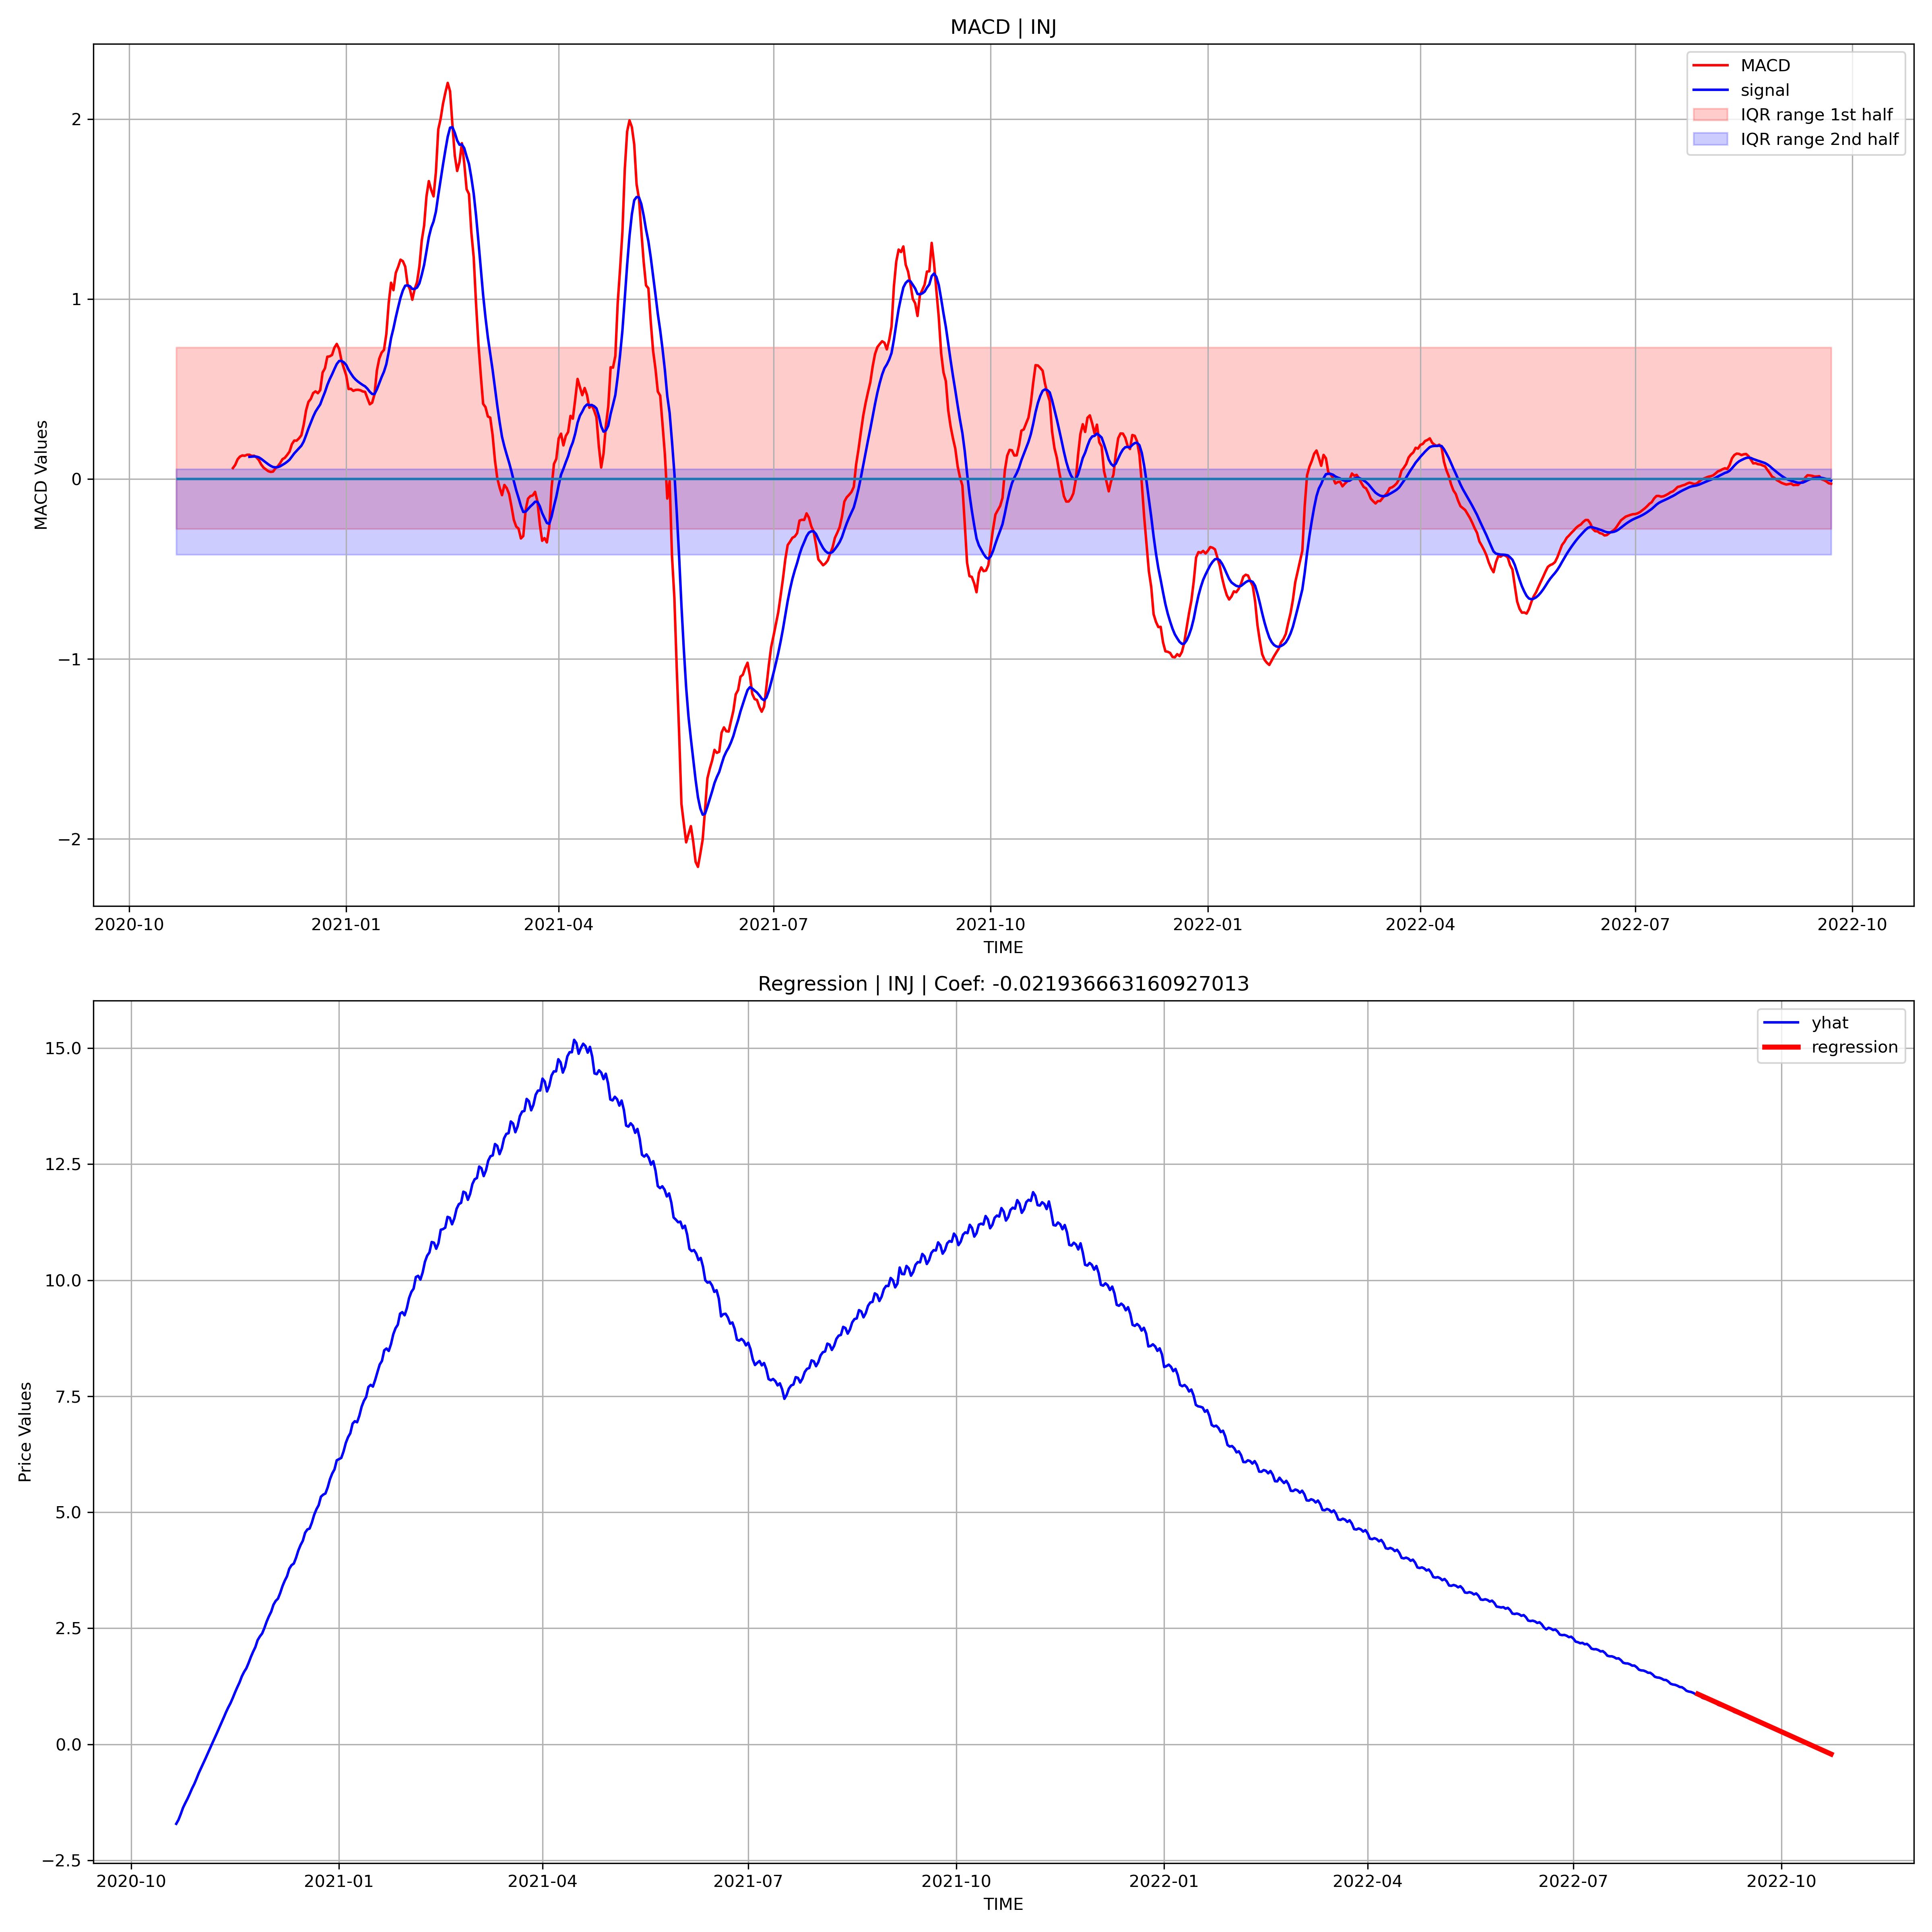 MACD | INJ
MACD
signal
IQR range 1st half
IQR range 2nd half
MACD Values
2
1
0
−1
−2
2020-10 2021-01 2021-04 2021-07 2021-10 2022-01 2022-04 2022-07 2022-10
TIME
Regression | INJ | Coef: -0.021936663160927013
yhat
regression
Price Values
15.0
12.5
10.0
7.5
5.0
2.5
0.0
−2.5
2020-10 2021-01 2021-04 2021-07 2021-10 2022-01 2022-04 2022-07 2022-10
TIME